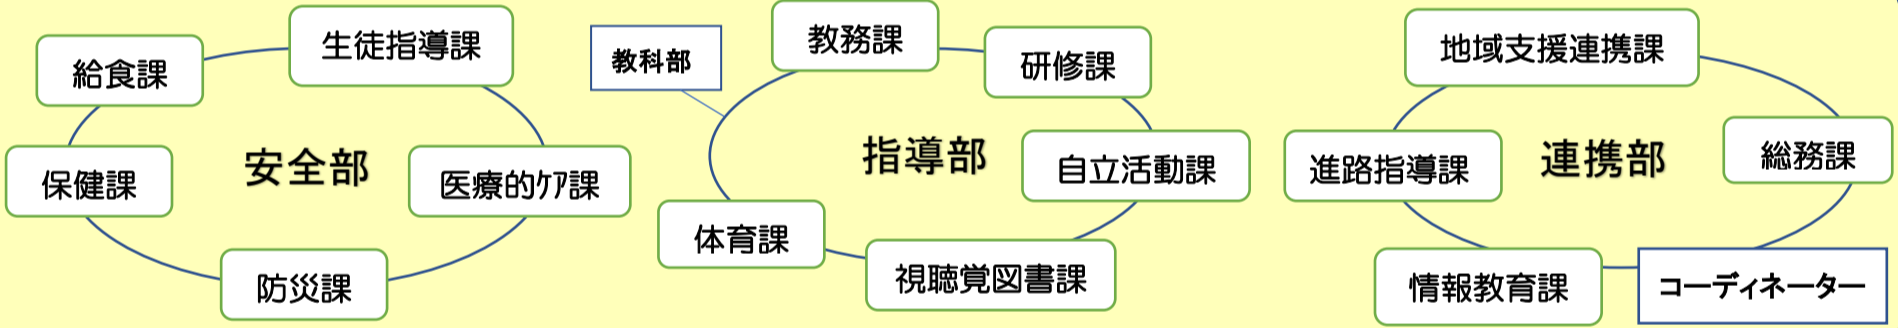 給食課
生徒指導課
保健課
安全部
医療的ケア課
防災課
教科部
教務課
研修課
指導部
自立活動課
体育課
視聴覚図書課
地域支援連携課
進路指導課
連携部
総務課
情報教育課
コーディネーター